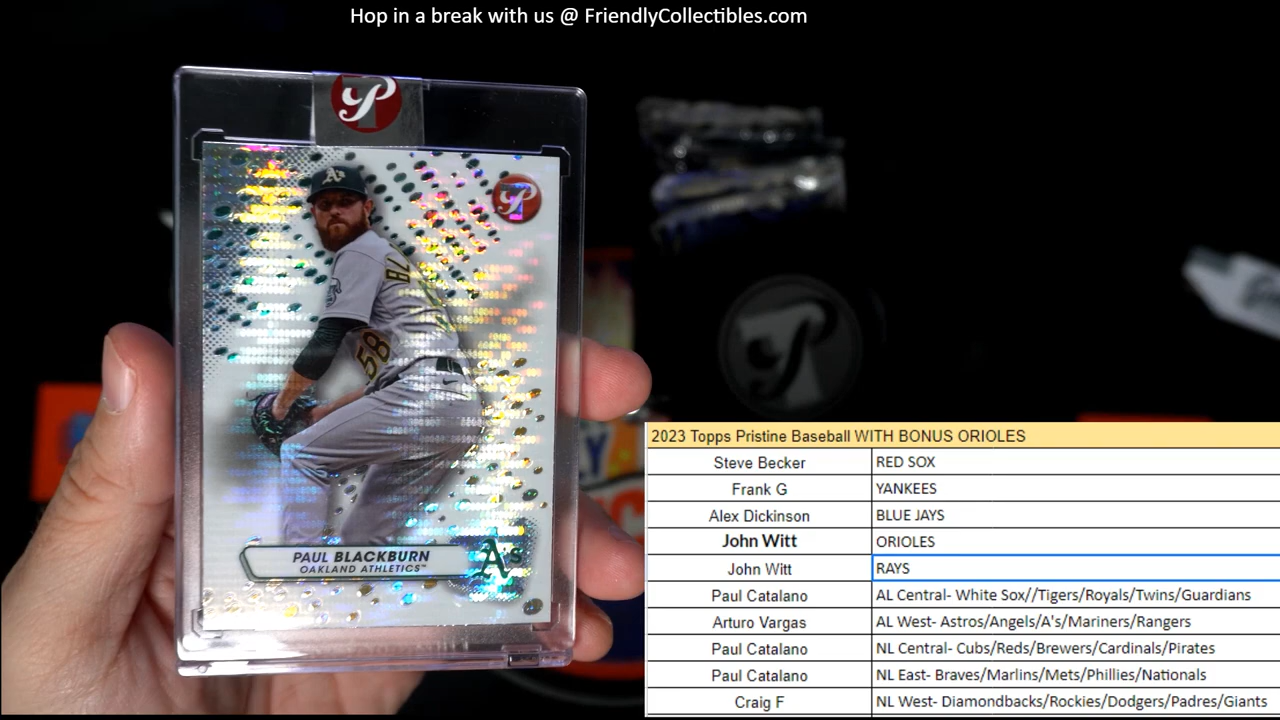 Hop in a break with us @ FriendlyCollectibles.com
P
P
A's
BL
58
PAUL BLACKBURN
OAKLAND ATHLETICS™
A's
2023 Topps Pristine Baseball WITH BONUS ORIOLES
Steve Becker RED SOX
Frank G YANKEES
Alex Dickinson BLUE JAYS
John Witt ORIOLES
John Witt RAYS
Paul Catalano AL Central- White Sox//Tigers/Royals/Twins/Guardians
Arturo Vargas AL West- Astros/Angels/A's/Mariners/Rangers
Paul Catalano NL Central- Cubs/Reds/Brewers/Cardinals/Pirates
Paul Catalano NL East- Braves/Marlins/Mets/Phillies/Nationals
Craig F NL West- Diamondbacks/Rockies/Dodgers/Padres/Giants